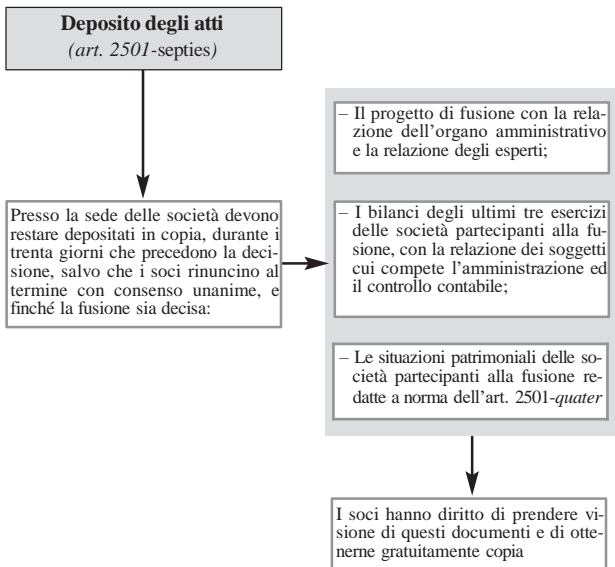 Deposito degli atti
(art. 2501-septies)
Presso la sede delle società devono
restare depositati in copia, durante i
trenta giorni che precedono la deci-
sione, salvo che i soci rinuncino al
termine con consenso unanime, e
finché la fusione sia decisa:
– Il progetto di fusione con la rela-
zione dell'organo amministrativo
e la relazione degli esperti;
– I bilanci degli ultimi tre esercizi
delle società partecipanti alla fu-
sione, con la relazione dei soggetti
cui compete l'amministrazione ed
il controllo contabile;
– Le situazioni patrimoniali delle so-
cietà partecipanti alla fusione re-
datte a norma dell'art. 2501-quater
I soci hanno diritto di prendere vi-
sione di questi documenti e di otte-
nerne gratuitamente copia